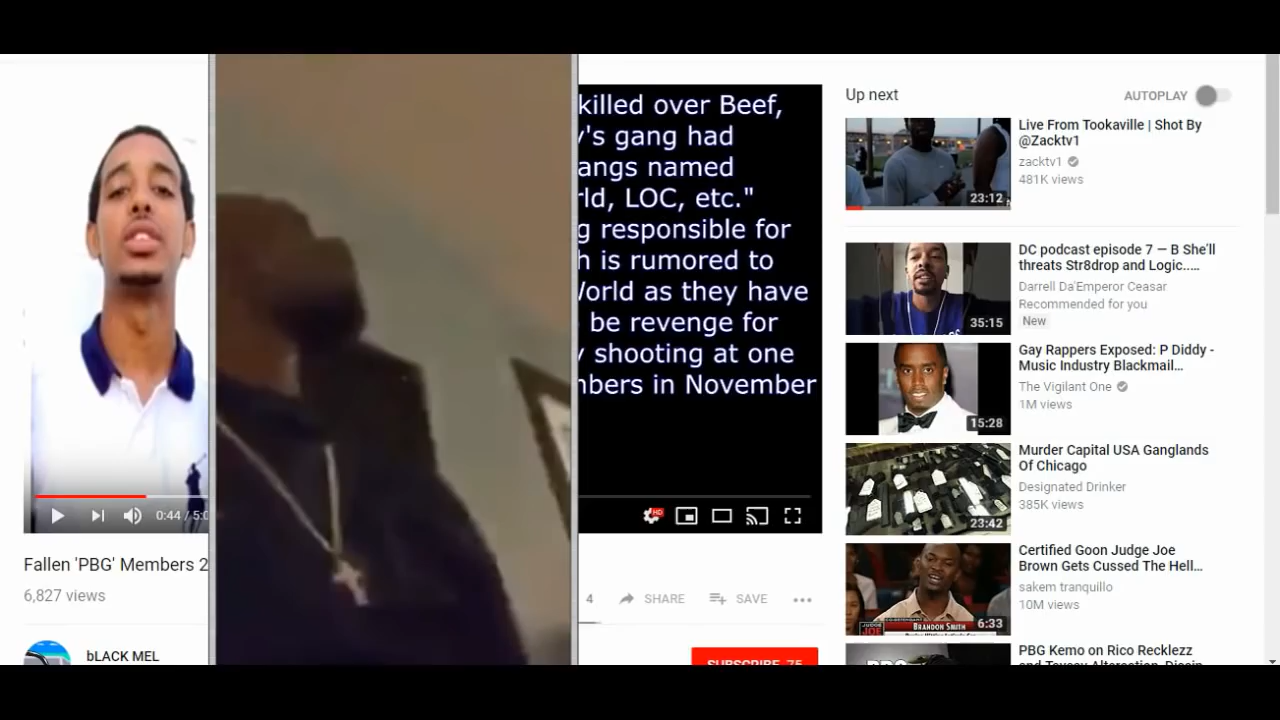 killed over Beef,
y's gang had
angs named
rld, LOC, etc."
g responsible for
h is rumored to
World as they have
be revenge for
y shooting at one
nbers in November
0:44 / 5:0
Fallen 'PBG' Members 2
6,827 views
4
SHARE
SAVE
bLACK MEL
SUBSCRIBE 75
Up next
AUTOPLAY
Live From Tookaville | Shot By
@Zacktv1
zacktv1
481K views
23:12
DC podcast episode 7 — B She'll
threats Str8drop and Logic.....
Darrell Da'Emperor Ceasar
Recommended for you
New
35:15
Gay Rappers Exposed: P Diddy -
Music Industry Blackmail...
The Vigilant One
1M views
15:28
Murder Capital USA Ganglands
Of Chicago
Designated Drinker
385K views
23:42
Certified Goon Judge Joe
Brown Gets Cussed The Hell...
sakem tranquillo
10M views
JUDGE
JOE
BRANDON SMITH
6:33
PBG Kemo on Rico Recklezz